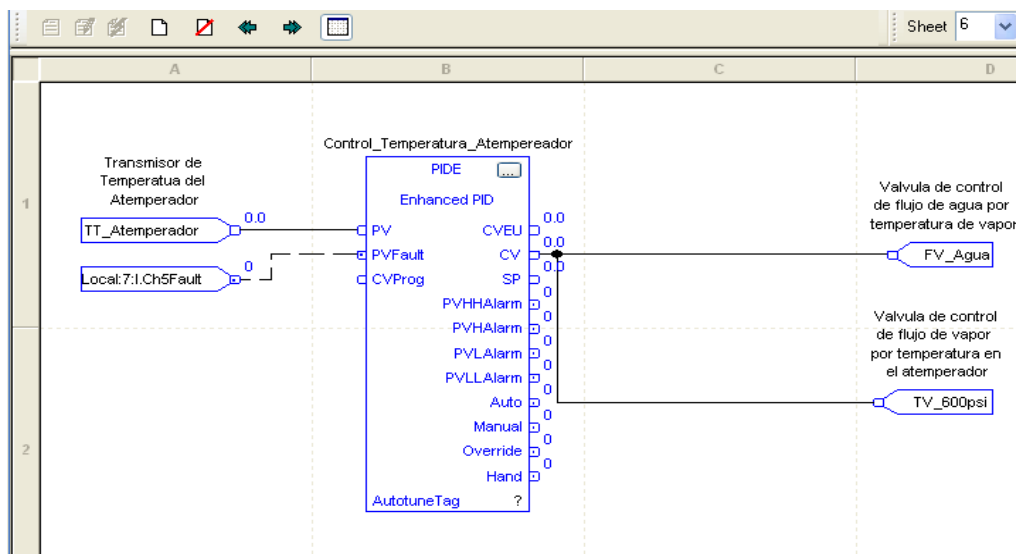 Sheet 6
A B C D
1
2
Control_Temperatura_Atempereador
Transmisor de
Temperatua del
Atemperador
TT_Atemperador
0.0
Local:7:I.Ch5Fault
0
PIDE ...
Enhanced PID
PV
PVFault
CVProg
CVEU 0.0
CV 0.0
SP 0.0
PVHHAlarm 0
PVHAlarm 0
PVLAlarm 0
PVLLAlarm 0
Auto 0
Manual 0
Override 0
Hand 0
AutotuneTag ?
Valvula de control
de flujo de agua por
temperatura de vapor
FV_Agua
Valvula de control
de flujo de vapor
por temperatura en
el atemperador
TV_600psi